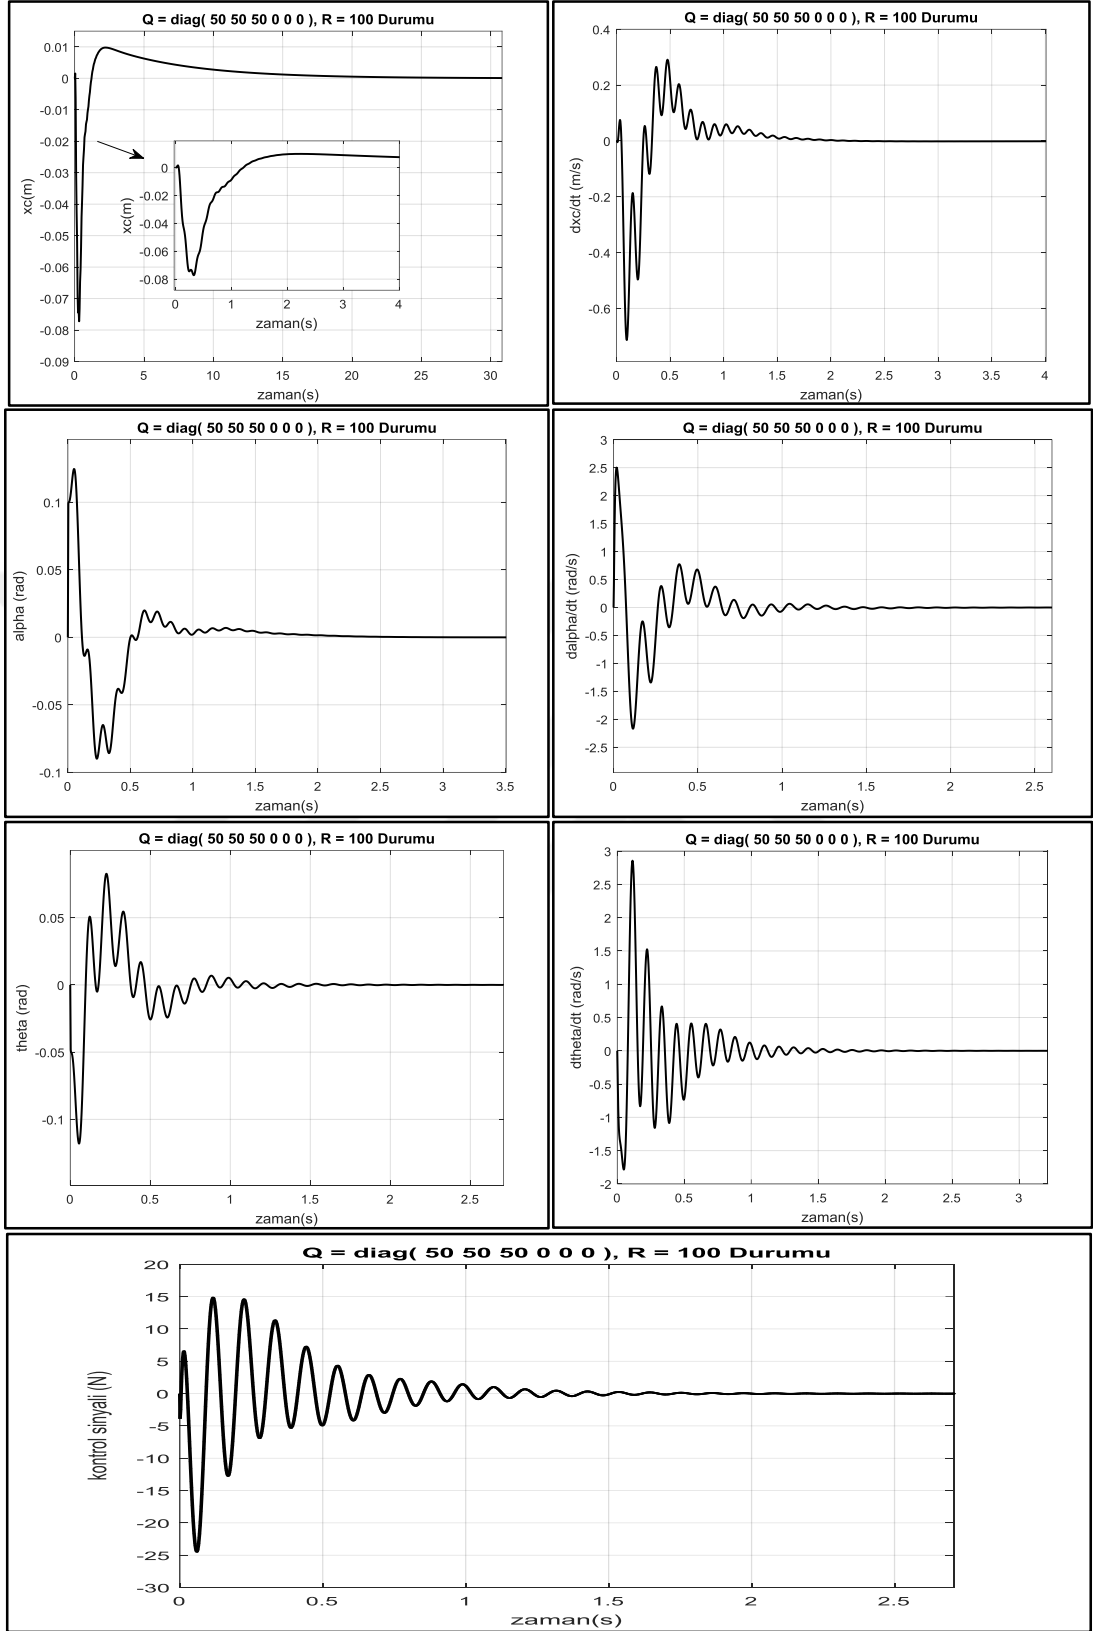 Q = diag( 50 50 50 0 0 0 ), R = 100 Durumu
0.01
0
-0.01
-0.02
-0.03
-0.04
-0.05
-0.06
-0.07
-0.08
-0.09
xc(m)
0 5 10 15 20 25 30
zaman(s)
0
-0.02
-0.04
-0.06
-0.08
xc(m)
0 1 2 3 4
zaman(s)
Q = diag( 50 50 50 0 0 0 ), R = 100 Durumu
0.4
0.2
0
-0.2
-0.4
-0.6
dxc/dt (m/s)
0 0.5 1 1.5 2 2.5 3 3.5 4
zaman(s)
Q = diag( 50 50 50 0 0 0 ), R = 100 Durumu
0.1
0.05
0
-0.05
-0.1
alpha (rad)
0 0.5 1 1.5 2 2.5 3 3.5
zaman(s)
Q = diag( 50 50 50 0 0 0 ), R = 100 Durumu
3
2.5
2
1.5
1
0.5
0
-0.5
-1
-1.5
-2
-2.5
dalpha/dt (rad/s)
0 0.5 1 1.5 2 2.5
zaman(s)
Q = diag( 50 50 50 0 0 0 ), R = 100 Durumu
0.05
0
-0.05
-0.1
theta (rad)
0 0.5 1 1.5 2 2.5
zaman(s)
Q = diag( 50 50 50 0 0 0 ), R = 100 Durumu
3
2.5
2
1.5
1
0.5
0
-0.5
-1
-1.5
-2
dtheta/dt (rad/s)
0 0.5 1 1.5 2 2.5 3
zaman(s)
Q = diag( 50 50 50 0 0 0 ), R = 100 Durumu
20
15
10
5
0
-5
-10
-15
-20
-25
-30
kontrol sinyali (N)
0 0.5 1 1.5 2 2.5
zaman(s)